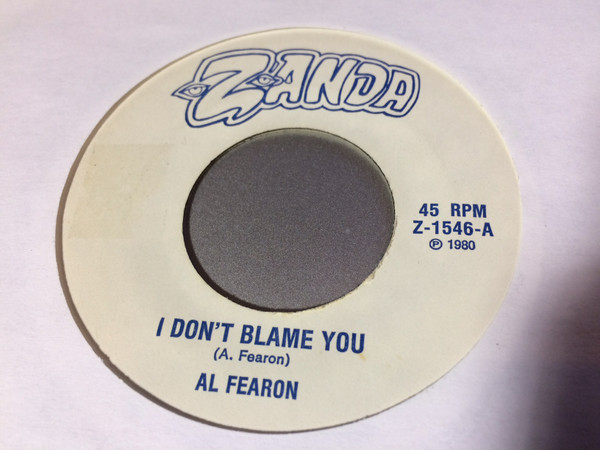 ZANDA
45 RPM
Z-1546-A
℗ 1980
I DON'T BLAME YOU
(A. Fearon)
AL FEARON